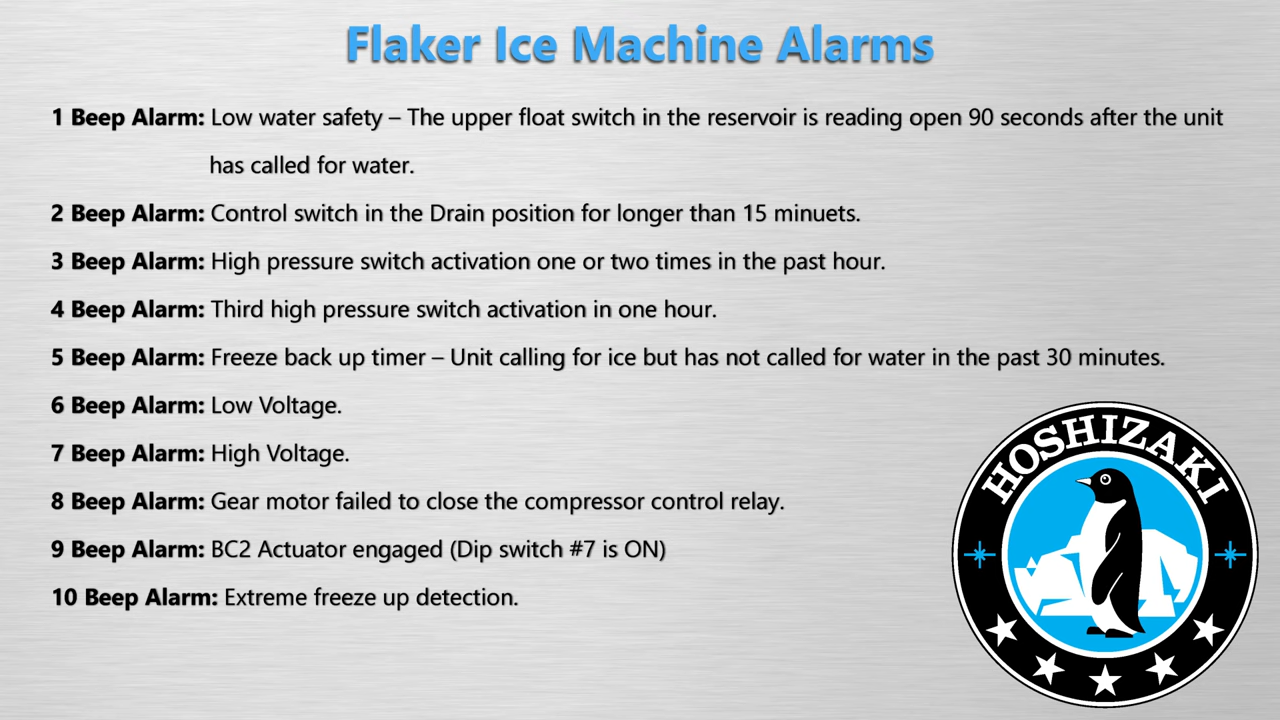 Flaker Ice Machine Alarms
1 Beep Alarm: Low water safety – The upper float switch in the reservoir is reading open 90 seconds after the unit
has called for water.
2 Beep Alarm: Control switch in the Drain position for longer than 15 minuets.
3 Beep Alarm: High pressure switch activation one or two times in the past hour.
4 Beep Alarm: Third high pressure switch activation in one hour.
5 Beep Alarm: Freeze back up timer – Unit calling for ice but has not called for water in the past 30 minutes.
6 Beep Alarm: Low Voltage.
7 Beep Alarm: High Voltage.
8 Beep Alarm: Gear motor failed to close the compressor control relay.
9 Beep Alarm: BC2 Actuator engaged (Dip switch #7 is ON)
10 Beep Alarm: Extreme freeze up detection.
HOSHIZAKI